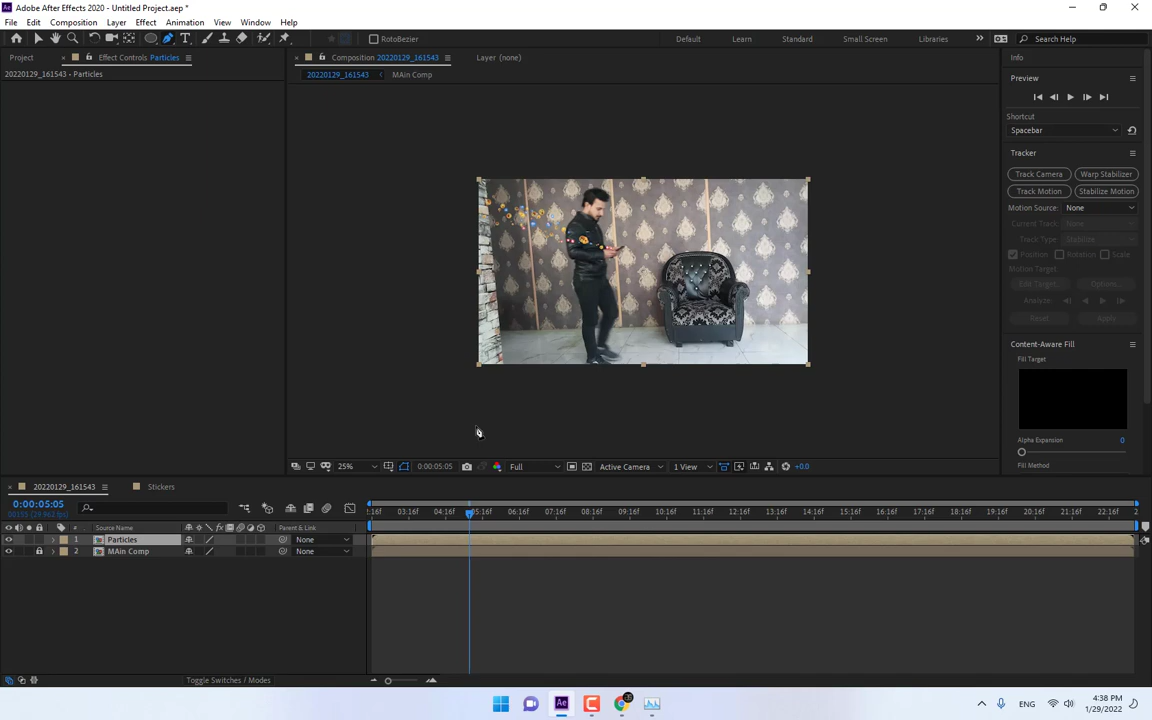 Adobe After Effects 2020 - Untitled Project.aep *
File Edit Composition Layer Effect Animation View Window Help
RotoBezier Default Learn Standard Small Screen Libraries Search Help
Project Effect Controls Particles Composition 20220129_161543 Layer (none) Info
20220129_161543 - Particles 20220129_161543 MAin Comp Preview
Shortcut
Spacebar
Tracker
Track Camera Warp Stabilizer
Track Motion Stabilize Motion
Motion Source: None
Current Track: None
Track Type: Stabilize
Position Rotation Scale
Motion Target:
Edit Target... Options...
Analyze:
Reset Apply
Content-Aware Fill
Fill Target
Alpha Expansion 0
Fill Method
25% 0:00:05:05 Full Active Camera 1 View +0.0
20220129_161543 Stickers
0:00:05:05
:16f 03:16f 04:16f 05:16f 06:16f 07:16f 08:16f 09:16f 10:16f 11:16f 12:16f 13:16f 14:16f 15:16f 16:16f 17:16f 18:16f 19:16f 20:16f 21:16f 22:16f 2
# Source Name Parent & Link
1 Particles None
2 MAin Comp None
Toggle Switches / Modes
ENG 4:38 PM
1/29/2022